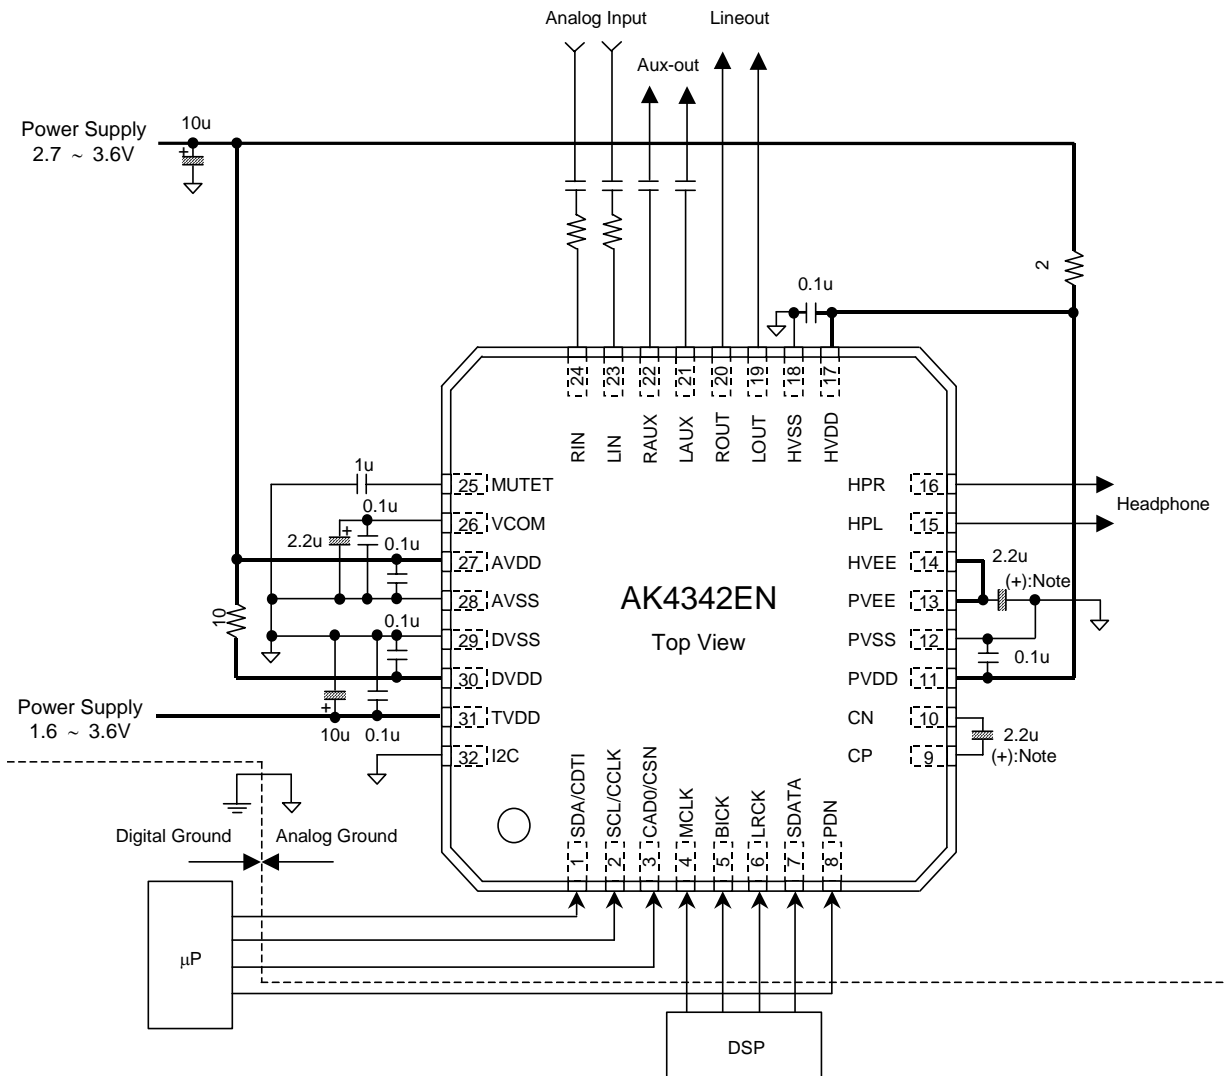 Analog Input
Lineout
Aux-out
Power Supply
2.7 ~ 3.6V
10u
+
2
0.1u
24
23
22
21
20
19
18
17
RIN
LIN
RAUX
LAUX
ROUT
LOUT
HVSS
HVDD
1u
25 MUTET
0.1u
26 VCOM
+
2.2u
0.1u
27 AVDD
28 AVSS
10
0.1u
29 DVSS
30 DVDD
Power Supply
1.6 ~ 3.6V
+
10u
0.1u
31 TVDD
32 I2C
HPR 16
HPL 15
Headphone
HVEE 14
2.2u
(+):Note
PVEE 13
PVSS 12
0.1u
PVDD 11
CN 10
2.2u
(+):Note
CP 9
AK4342EN
Top View
SDA/CDTI
SCL/CCLK
CAD0/CSN
MCLK
BICK
LRCK
SDATA
PDN
1
2
3
4
5
6
7
8
Digital Ground
Analog Ground
μP
DSP